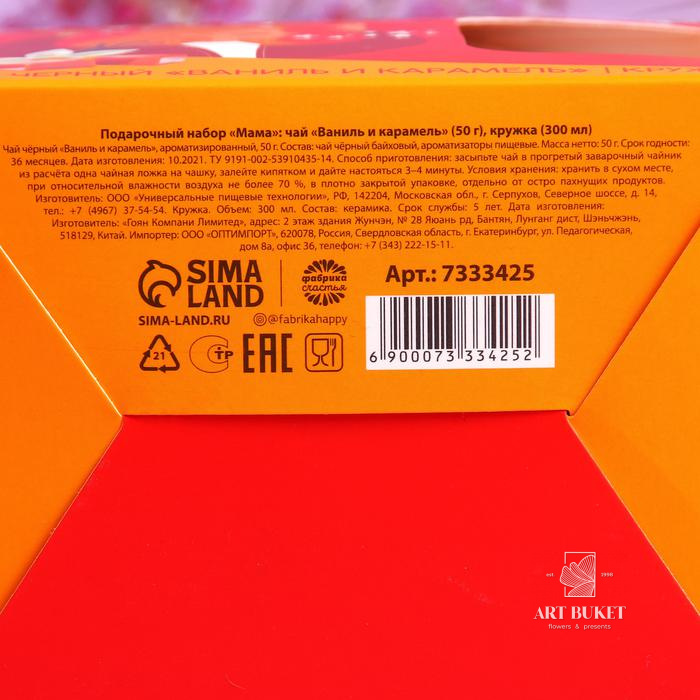 ЧЕРНЫЙ «ВАНИЛЬ И КАРАМЕЛЬ» | КРУЖ
Подарочный набор «Мама»: чай «Ваниль и карамель» (50 г), кружка (300 мл)
Чай чёрный «Ваниль и карамель», ароматизированный, 50 г. Состав: чай чёрный байховый, ароматизаторы пищевые. Масса нетто: 50 г. Срок годности:
36 месяцев. Дата изготовления: 10.2021. ТУ 9191-002-53910435-14. Способ приготовления: засыпьте чай в прогретый заварочный чайник
из расчёта одна чайная ложка на чашку, залейте кипятком и дайте настояться 3–4 минуты. Условия хранения: хранить в сухом месте,
при относительной влажности воздуха не более 70 %, в плотно закрытой упаковке, отдельно от остро пахнущих продуктов.
Изготовитель: ООО «Универсальные пищевые технологии», РФ, 142204, Московская обл., г. Серпухов, Северное шоссе, д. 14,
тел.: +7 (4967) 37-54-54. Кружка. Объем: 300 мл. Состав: керамика. Срок службы: 5 лет. Дата изготовления:
Изготовитель: «Гоян Компани Лимитед», адрес: 2 этаж здания Жунчэн, № 28 Яюань рд, Бантян, Лунганг дист, Шэньчжэнь,
518129, Китай. Импортер: ООО «ОПТИМПОРТ», 620078, Россия, Свердловская область, г. Екатеринбург, ул. Педагогическая,
дом 8а, офис 36, телефон: +7 (343) 222-15-11.
SIMA LAND
фабрика счастья
Арт.: 7333425
SIMA-LAND.RU
@fabrikahappy
21
СТР
ЕАС
6 900073 334252
est. 1990
ART BUKET
flowers & presents